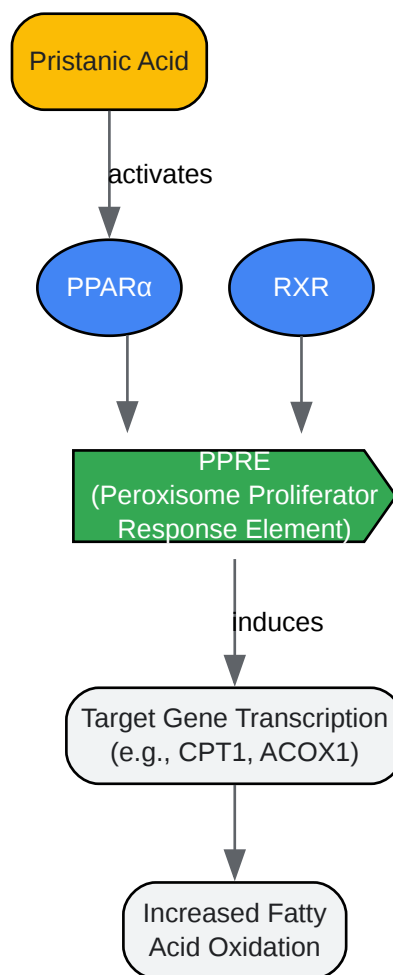 Pristanic Acid
activates
PPARα
RXR
PPRE
(Peroxisome Proliferator
Response Element)
induces
Target Gene Transcription
(e.g., CPT1, ACOX1)
Increased Fatty
Acid Oxidation